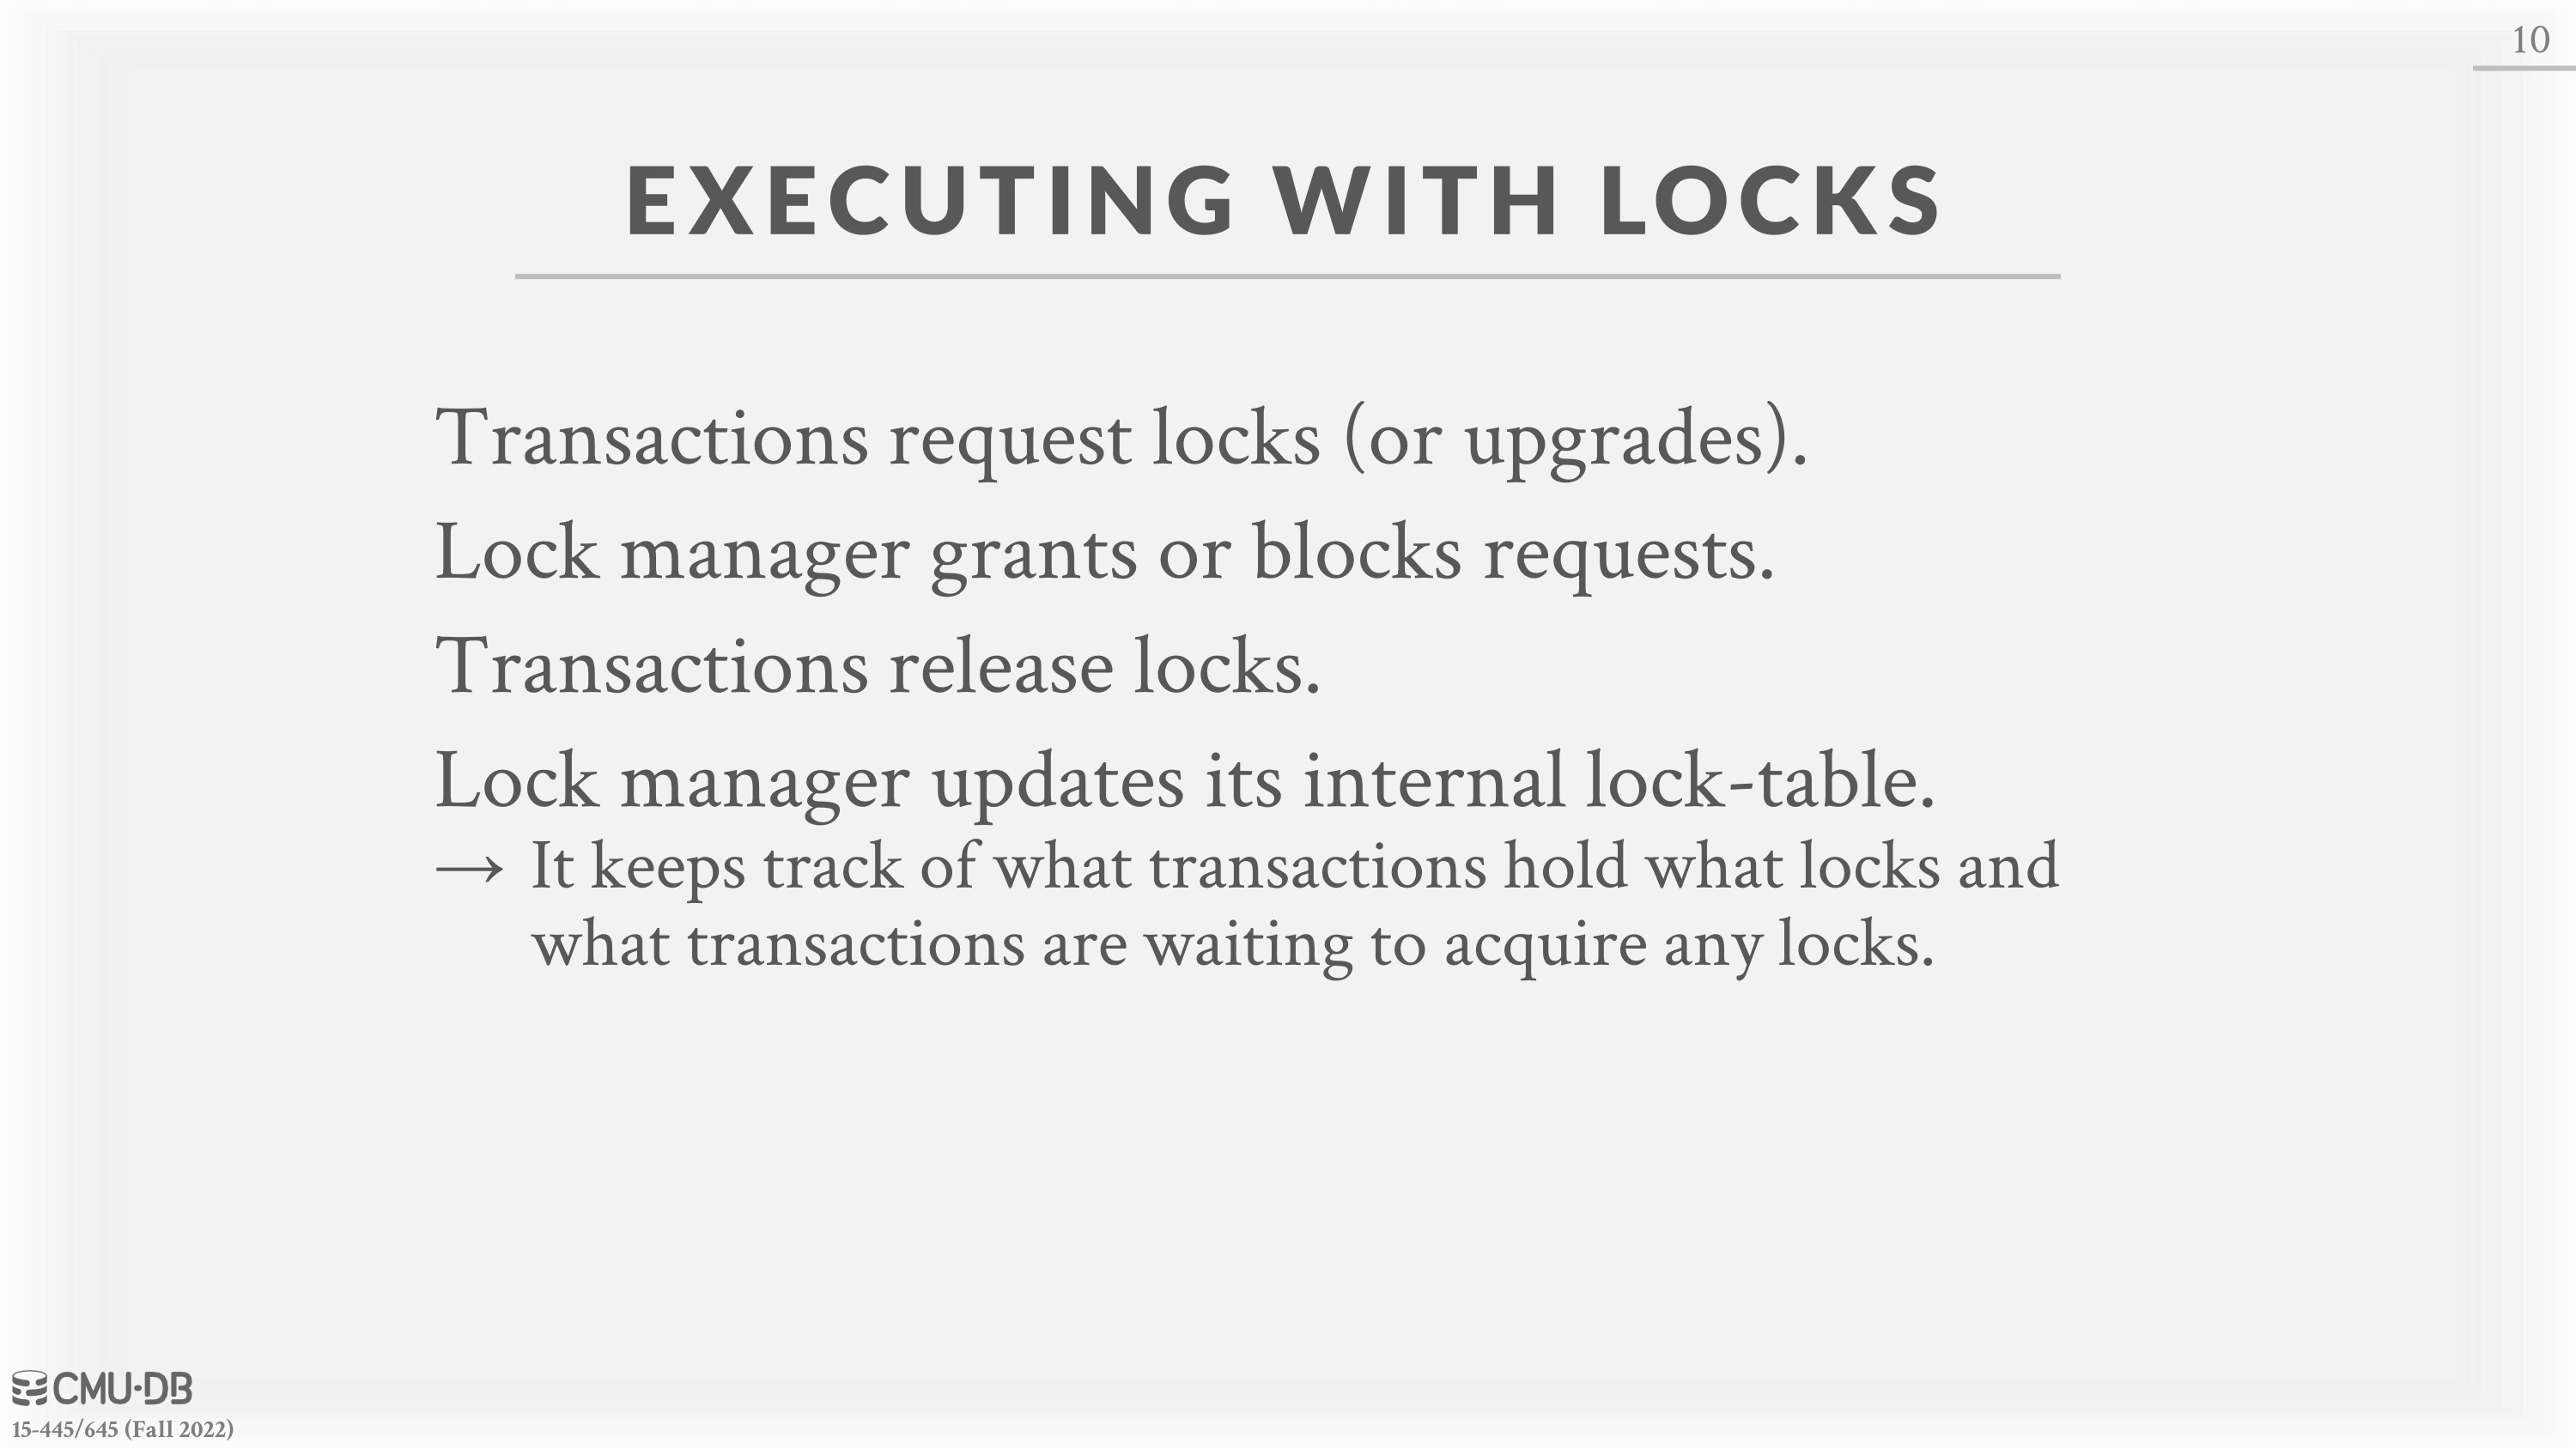 10
EXECUTING WITH LOCKS
Transactions request locks (or upgrades).
Lock manager grants or blocks requests.
Transactions release locks.
Lock manager updates its internal lock-table.
→ It keeps track of what transactions hold what locks and
what transactions are waiting to acquire any locks.
CMU·DB
15-445/645 (Fall 2022)